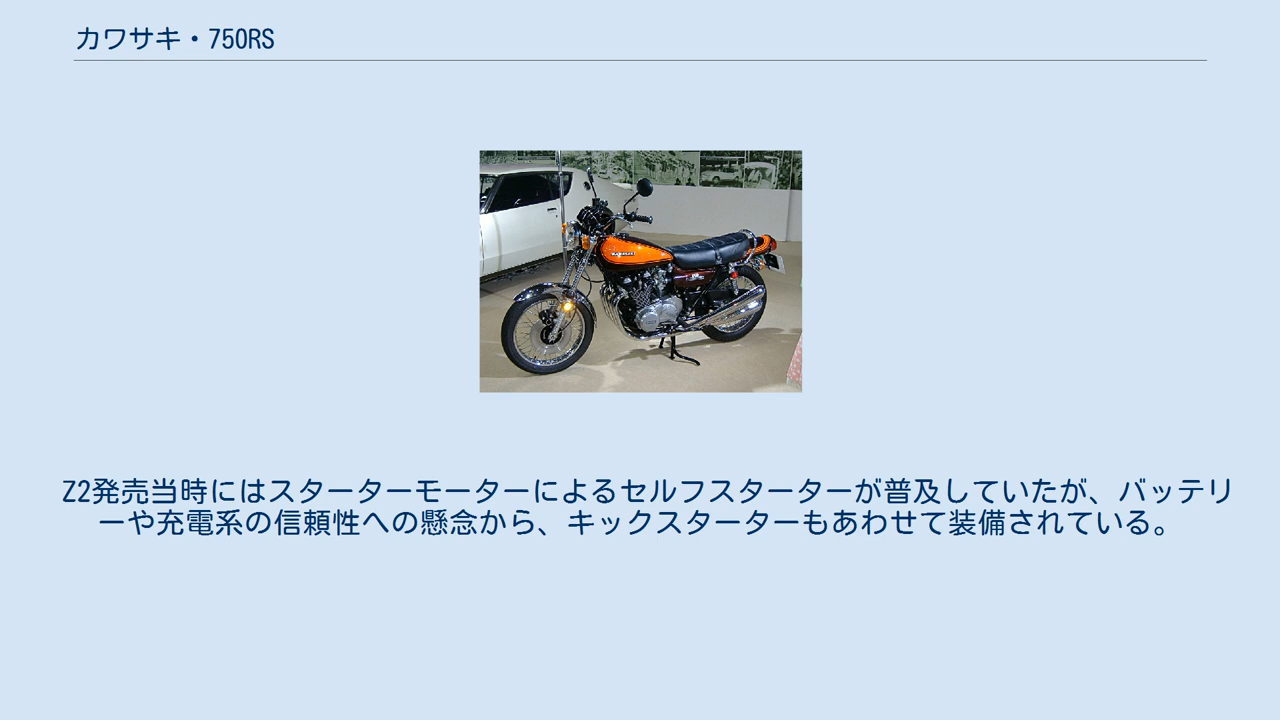 カワサキ・750RS
Z2発売当時にはスターターモーターによるセルフスターターが普及していたが、バッテリ
ーや充電系の信頼性への懸念から、キックスターターもあわせて装備されている。